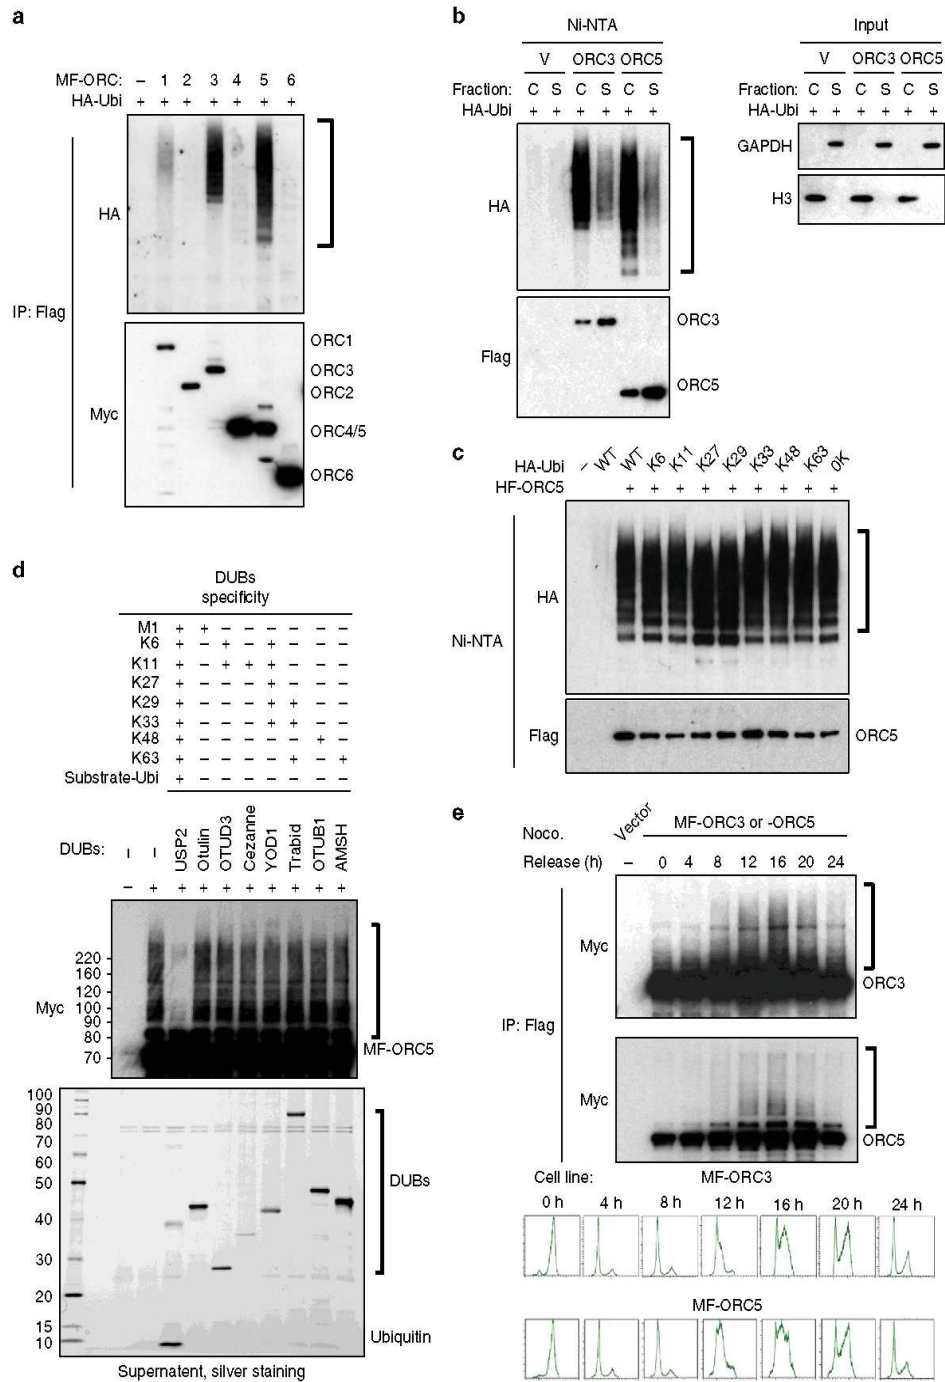 a
MF-ORC: – 1 2 3 4 5 6
HA-Ubi + + + + + + +
HA
IP: Flag
ORC1
ORC3
ORC2
Myc
ORC4/5
ORC6
b
Ni-NTA
V ORC3 ORC5
Fraction: C S C S C S
HA-Ubi + + + + + +
HA
ORC3
Flag
ORC5
Input
V ORC3 ORC5
Fraction: C S C S C S
HA-Ubi + + + + + +
GAPDH
H3
c
HA-Ubi – WT WT K6 K11 K27 K29 K33 K48 K63 0K
HF-ORC5 + + + + + + + + +
HA
Ni-NTA
Flag
ORC5
d
DUBs
specificity
M1 + + – – – – – –
K6 + – + – + – – –
K11 + – + + + – – –
K27 + – – – + – – –
K29 + – – – + + – –
K33 + – – – + + – –
K48 + – – – – – + –
K63 + – – – – + – +
Substrate-Ubi + – – – – – – –
DUBs: – – USP2 Otulin OTUD3 Cezanne YOD1 Trabid OTUB1 AMSH
– + + + + + + + + +
220
160
120
Myc
100
90
80
70
MF-ORC5
100
90
80
70
60
50
40
30
20
15
10
DUBs
Ubiquitin
Supernatent, silver staining
e
Noco.
Vector
MF-ORC3 or -ORC5
Release (h) – 0 4 8 12 16 20 24
Myc
ORC3
IP: Flag
Myc
ORC5
Cell line:
MF-ORC3
0 h 4 h 8 h 12 h 16 h 20 h 24 h
MF-ORC5